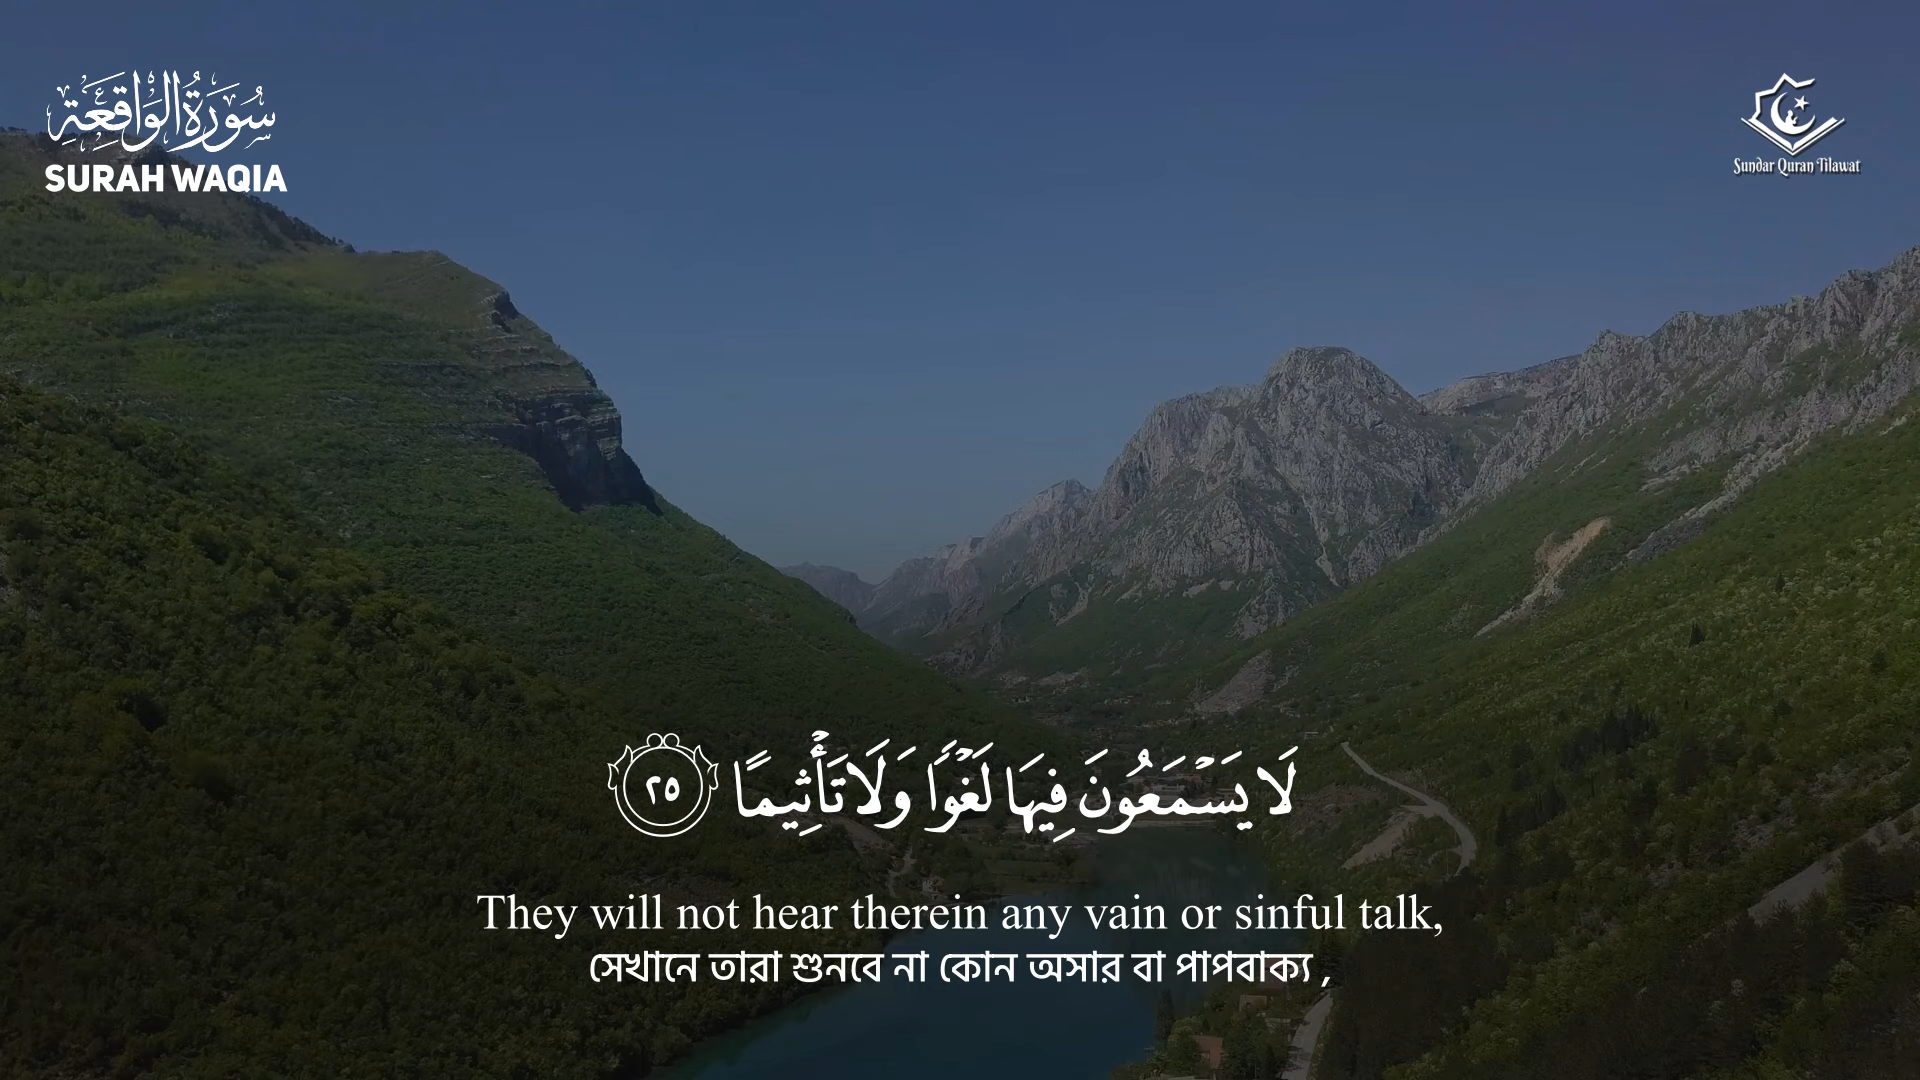 سُورَةُ الْوَاقِعَةِ
SURAH WAQIA
Sundar Quran Tilawat
لَا يَسْمَعُونَ فِيهَا لَغْوًا وَلَا تَأْثِيمًا ٢٥
They will not hear therein any vain or sinful talk,
সেখানে তারা শুনবে না কোন অসার বা পাপবাক্য ,